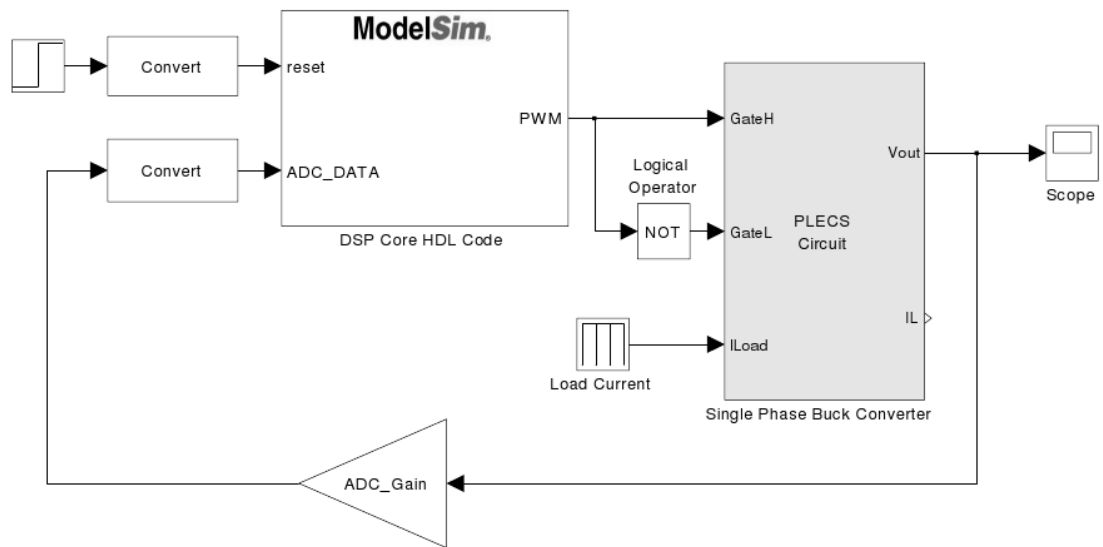 ModelSim.
Convert
reset
PWM
GateH
Convert
ADC_DATA
Vout
Logical
Operator
Scope
DSP Core HDL Code
NOT
GateL
PLECS
Circuit
IL
ILoad
Load Current
Single Phase Buck Converter
ADC_Gain